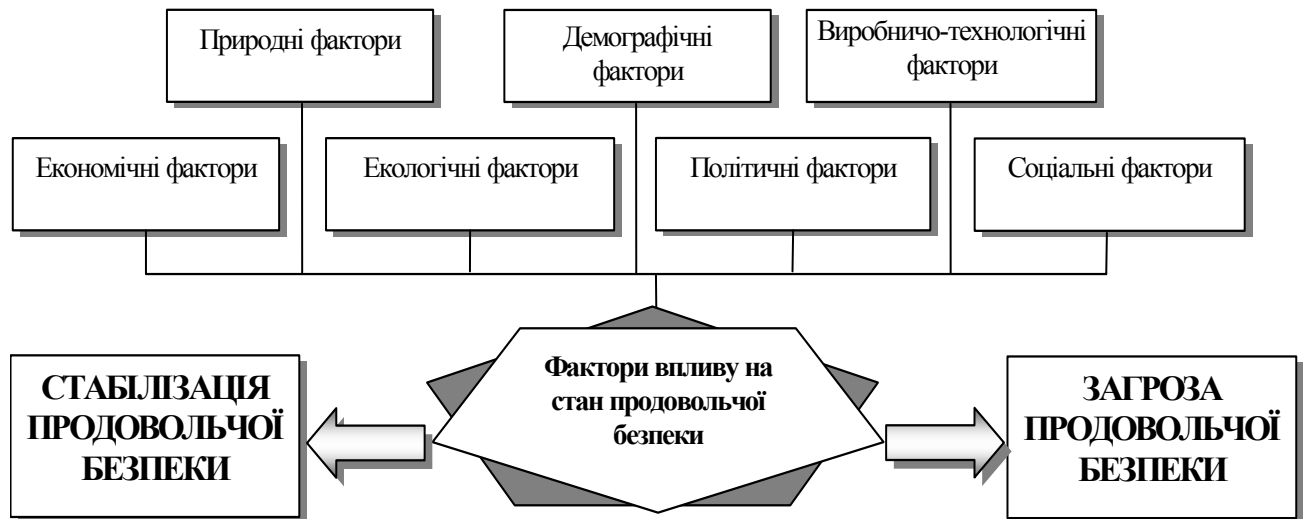 Природні фактори
Демографічні
фактори
Виробничо-технологічні
фактори
Економічні фактори
Екологічні фактори
Політичні фактори
Соціальні фактори
Фактори впливу на
стан продовольчої
безпеки
СТАБІЛІЗАЦІЯ
ПРОДОВОЛЬЧОЇ
БЕЗПЕКИ
ЗАГРОЗА
ПРОДОВОЛЬЧОЇ
БЕЗПЕКИ